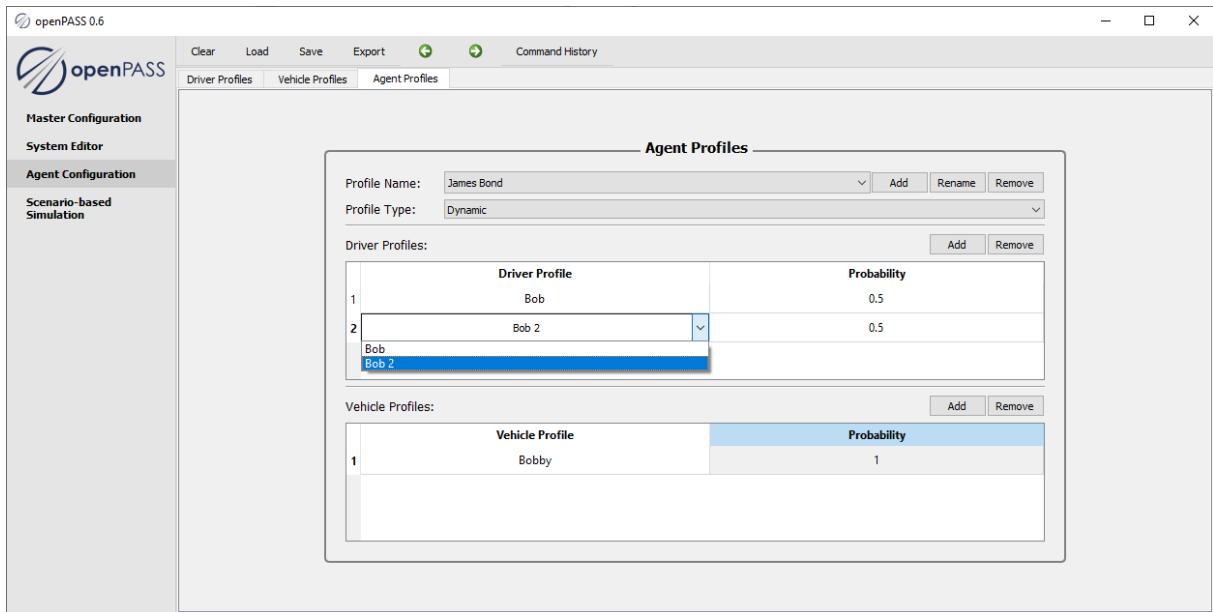 openPASS 0.6
openPASS
Clear Load Save Export Command History
Driver Profiles Vehicle Profiles Agent Profiles
Master Configuration
System Editor
Agent Configuration
Scenario-based
Simulation
Agent Profiles
Profile Name: James Bond Add Rename Remove
Profile Type: Dynamic
Driver Profiles: Add Remove
Driver Profile Probability
1 Bob 0.5
2 Bob 2 0.5
Bob
Bob 2
Vehicle Profiles: Add Remove
Vehicle Profile Probability
1 Bobby 1